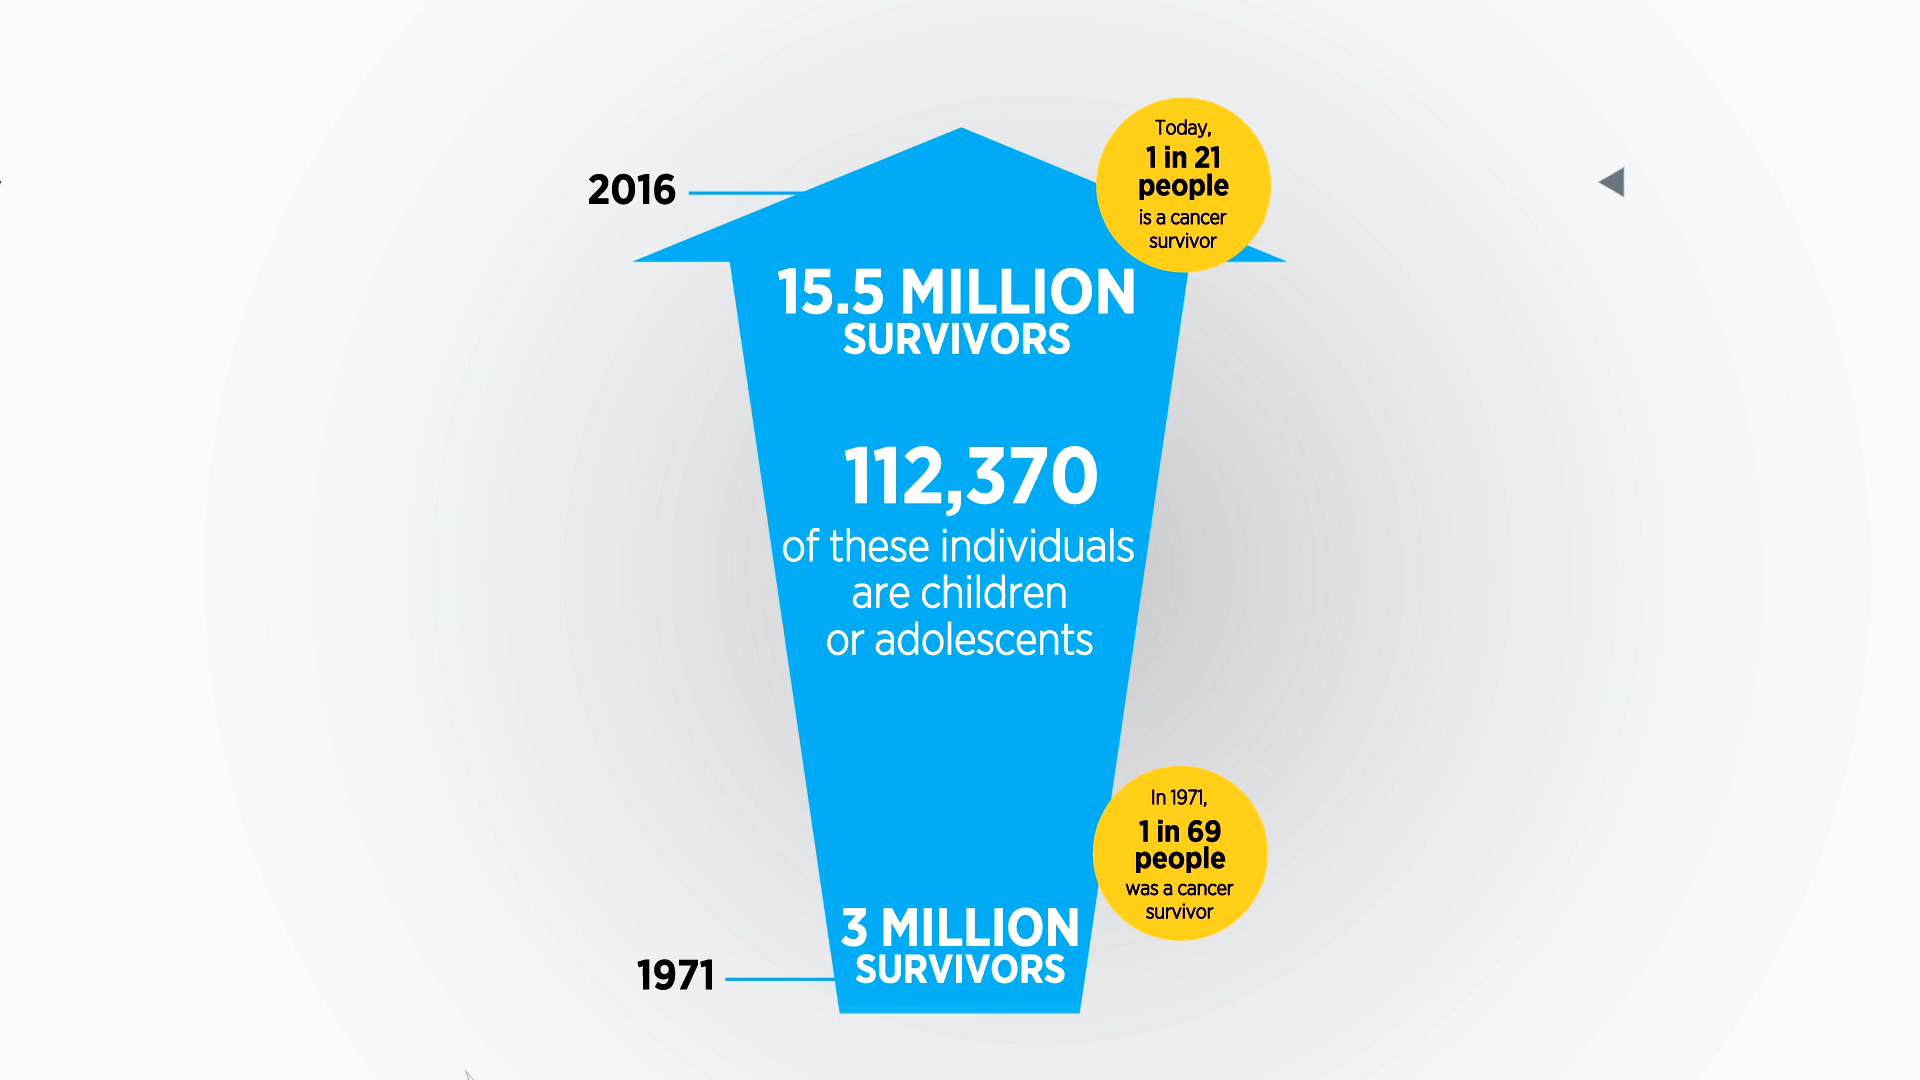 2016
Today,
1 in 21
people
is a cancer
survivor
15.5 MILLION
SURVIVORS
112,370
of these individuals
are children
or adolescents
In 1971,
1 in 69
people
was a cancer
survivor
3 MILLION
SURVIVORS
1971